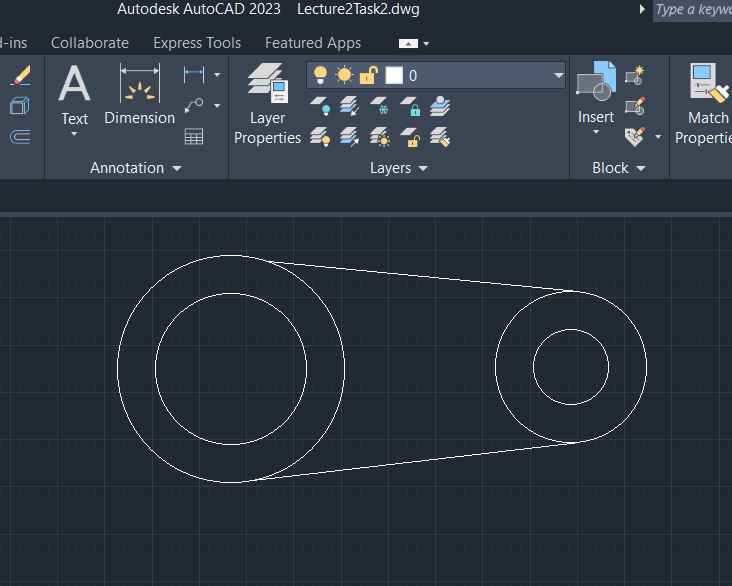 Autodesk AutoCAD 2023 Lecture2Task2.dwg
Type a keywo
d-ins Collaborate Express Tools Featured Apps
0
Text Dimension
Layer
Properties
Insert
Match
Propertie
Annotation
Layers
Block